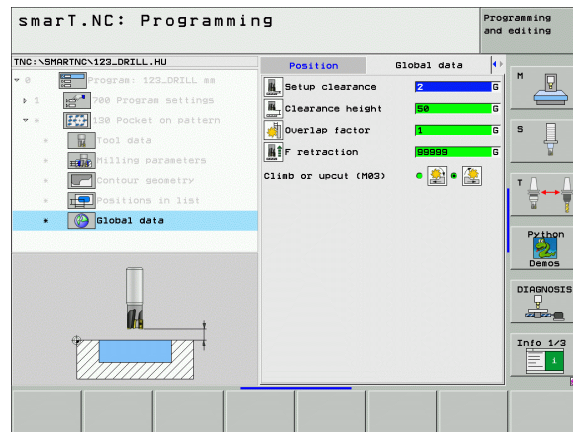 smarT.NC: Programming
Programming
and editing
TNC:\SMARTNC\123_DRILL.HU
0 Program: 123_DRILL mm
1 700 Program settings
* 130 Pocket on pattern
* Tool data
* Milling parameters
* Contour geometry
* Positions in list
* Global data
Position Global data
Setup clearance 2 G
Clearance height 50 G
Overlap factor 1 G
F retraction 99999 G
Climb or upcut (M03)
M
S
T
Python
Demos
DIAGNOSIS
Info 1/3
i